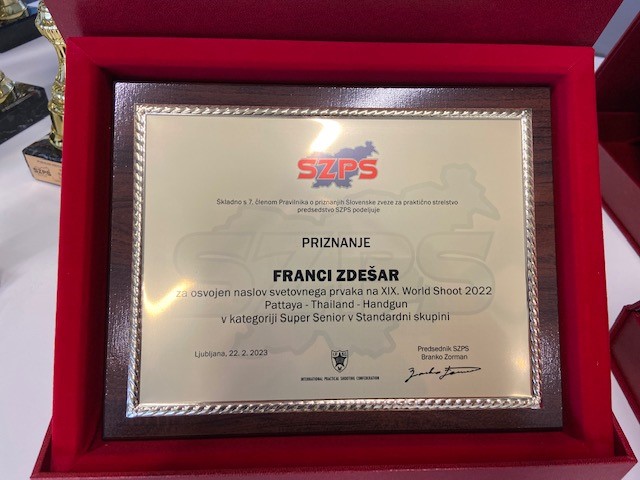 SZPS
Skladno s 7. členom Pravilnika o priznanjih Slovenske zveze za praktično strelstvo
predsedstvo SZPS podeljuje
PRIZNANJE
FRANCI ZDEŠAR
za osvojen naslov svetovnega prvaka na XIX. World Shoot 2022
Pattaya - Thailand - Handgun
v kategoriji Super Senior v Standardni skupini
Ljubljana, 22. 2. 2023
Predsednik SZPS
Branko Zorman
INTERNATIONAL PRACTICAL SHOOTING CONFEDERATION
SZPS